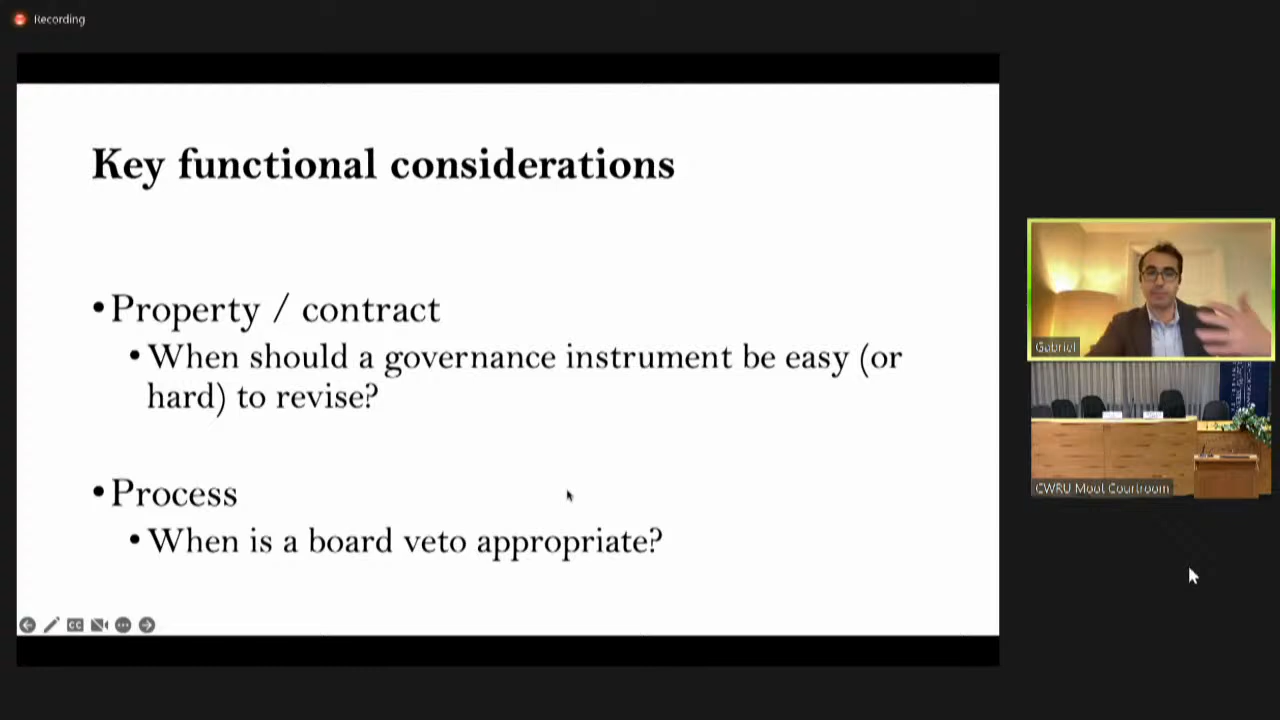 Recording
Key functional considerations
•Property / contract
•When should a governance instrument be easy (or
hard) to revise?
•Process
•When is a board veto appropriate?
Gabriel
CWRU Moot Courtroom
CC